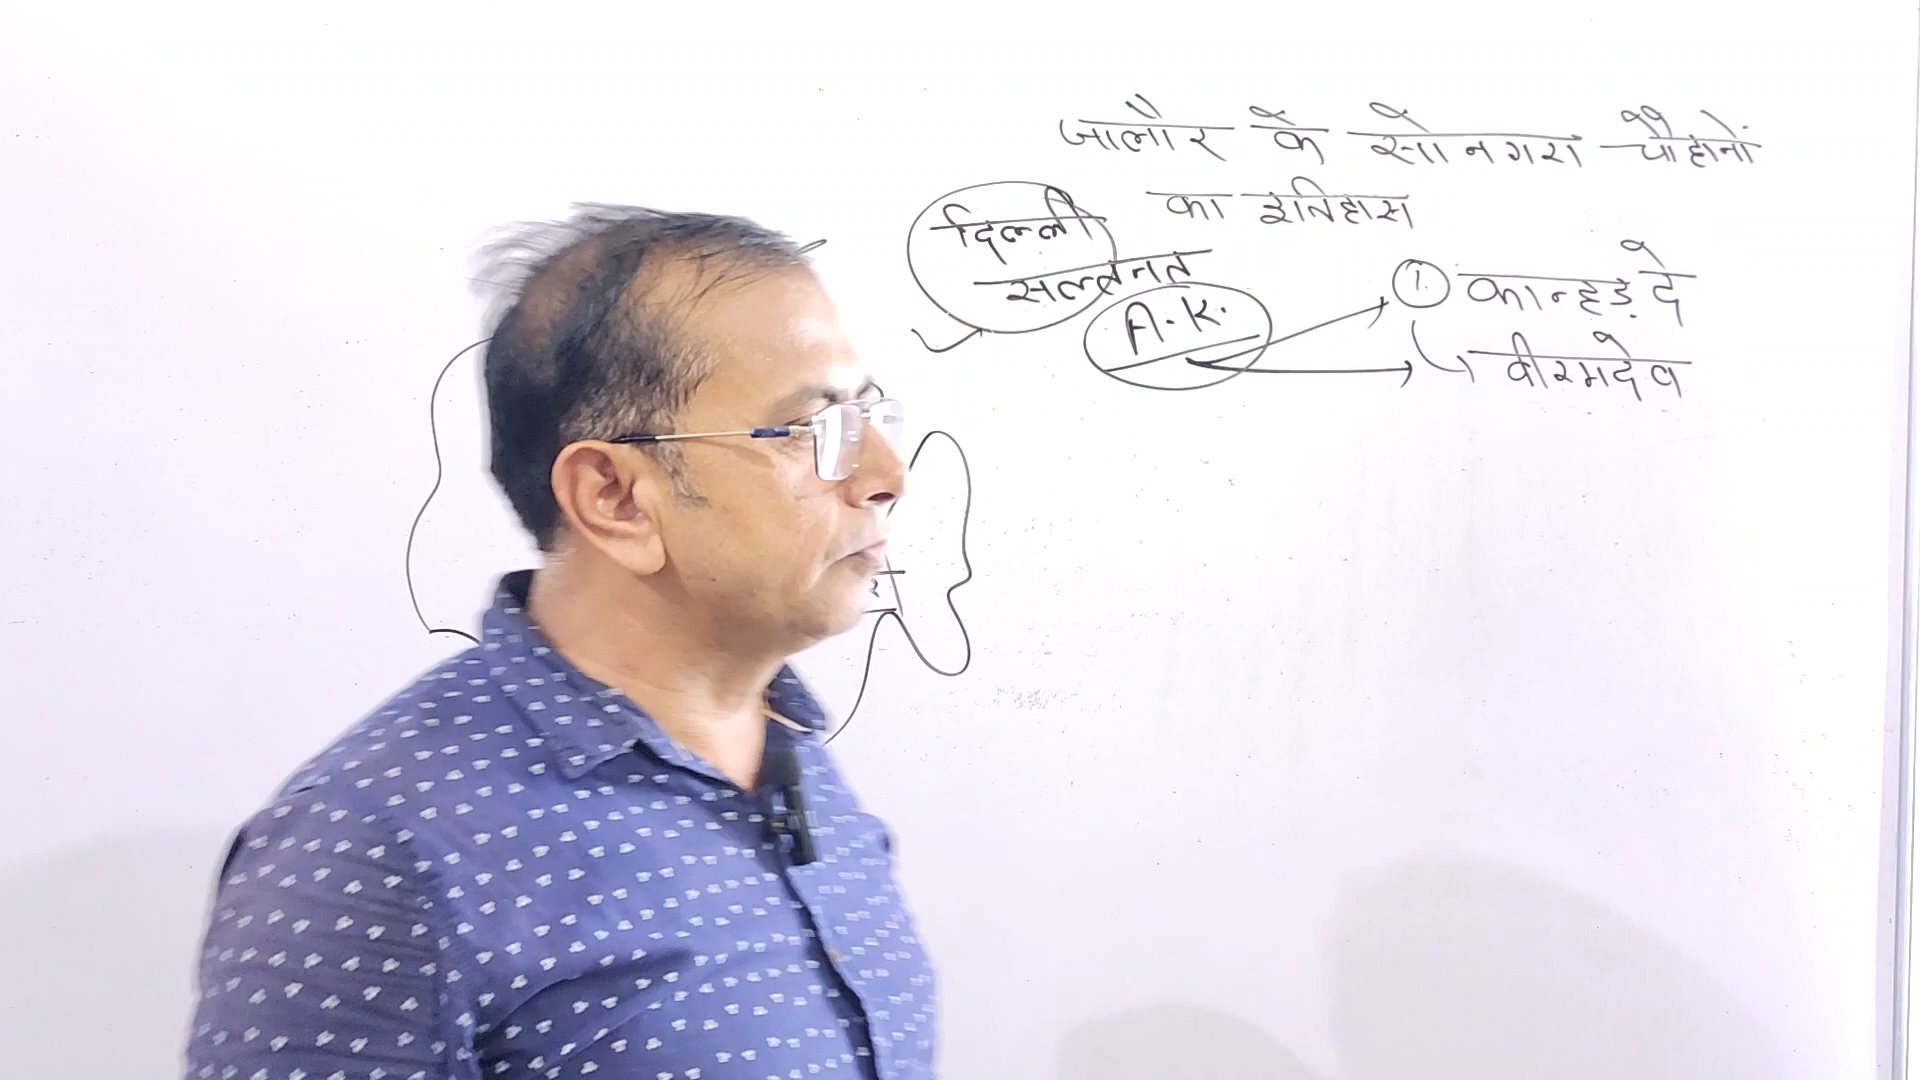 जालौर के सोनगरा चौहानों
का इतिहास
दिल्ली
सल्तनत
A.K.
1. कान्हड़दे
वीरमदेव
र